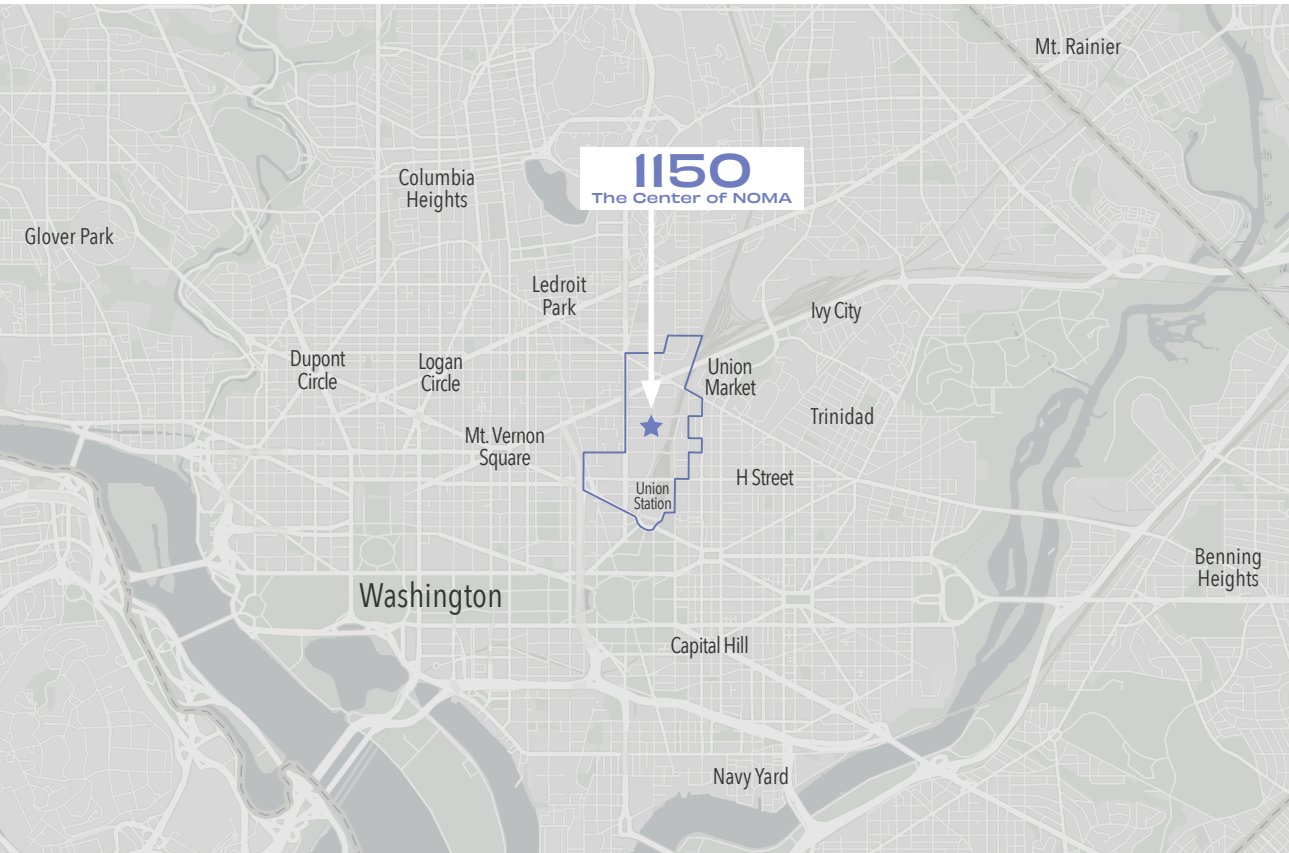 Mt. Rainier
1150
The Center of NOMA
Columbia
Heights
Glover Park
Ledroit
Park
Ivy City
Dupont
Circle
Logan
Circle
Union
Market
Trinidad
Mt. Vernon
Square
H Street
Union
Station
Benning
Heights
Washington
Capital Hill
Navy Yard